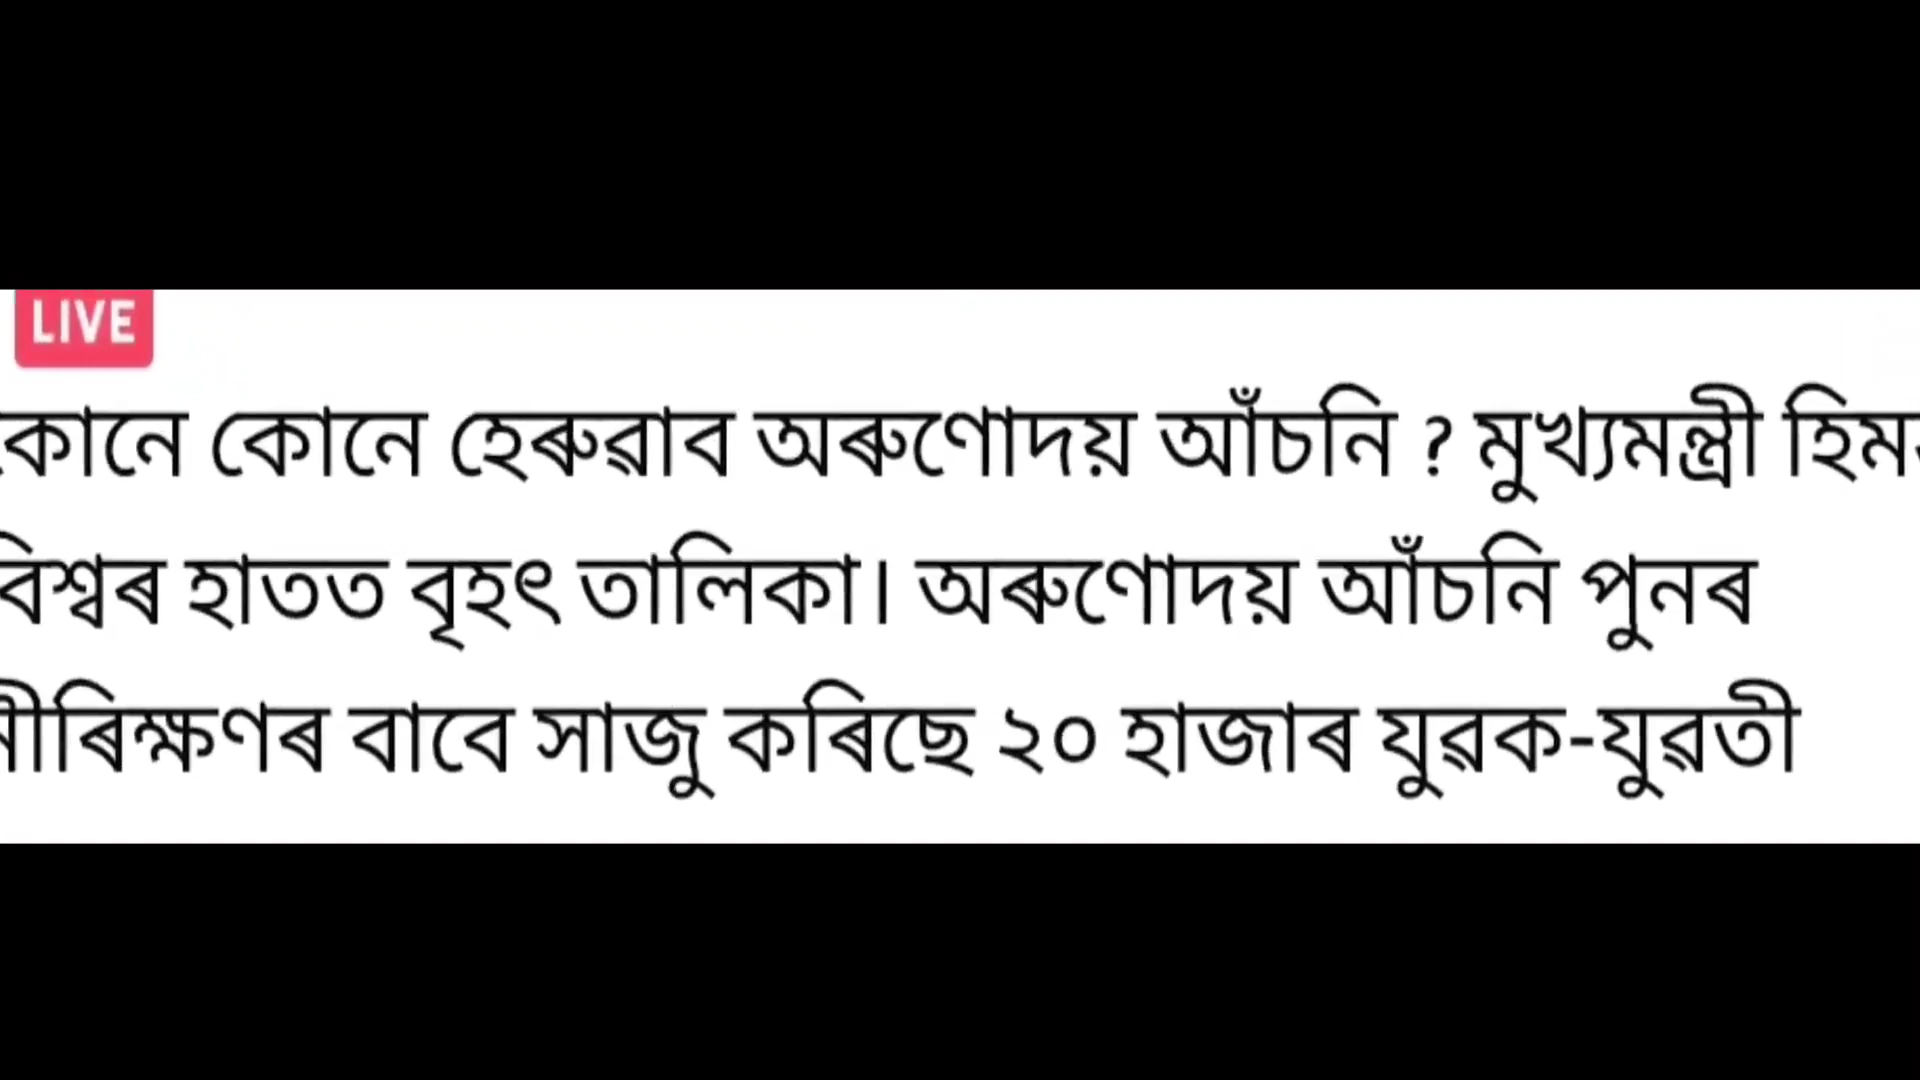 LIVE
কোনে কোনে হেৰুৱাব অৰুণোদয় আঁচনি ? মুখ্যমন্ত্ৰী
বিশ্বৰ হাতত বৃহৎ তালিকা। অৰুণোদয় আঁচনি পুনৰ
নীৰিক্ষণৰ বাবে সাজু কৰিছে ২০ হাজাৰ যুৱক-যুৱতী